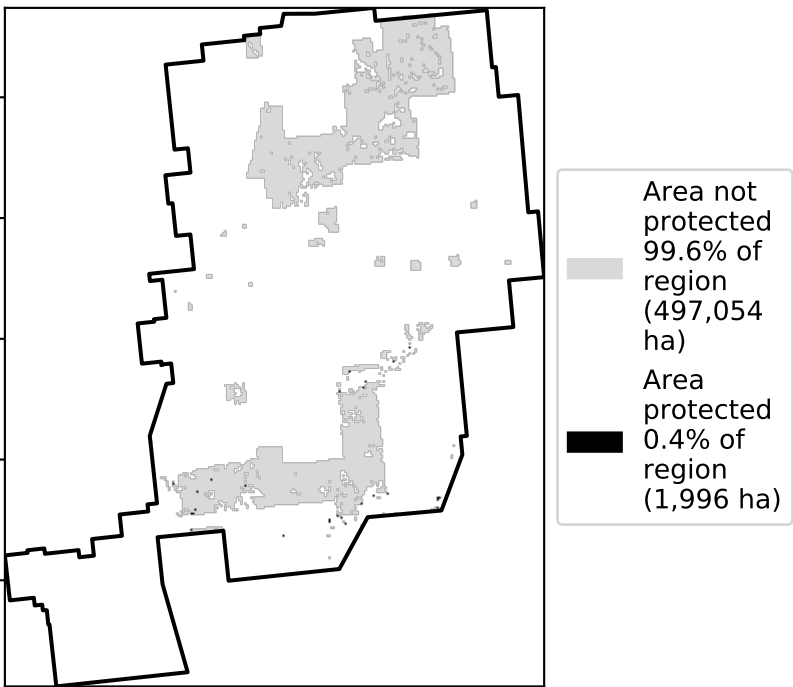 Area not
protected
99.6% of
region
(497,054
ha)
Area
protected
0.4% of
region
(1,996 ha)